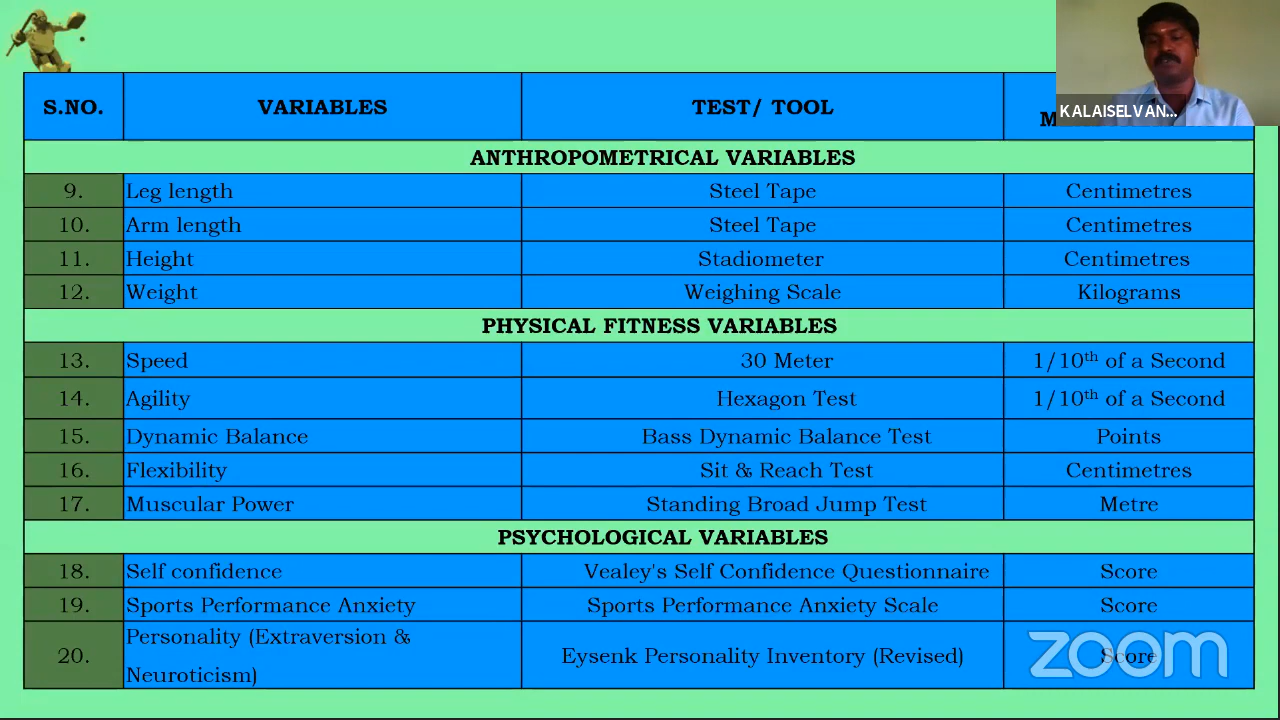 KALAISELVAN...
S.NO. VARIABLES TEST/ TOOL
ANTHROPOMETRICAL VARIABLES
9. Leg length Steel Tape Centimetres
10. Arm length Steel Tape Centimetres
11. Height Stadiometer Centimetres
12. Weight Weighing Scale Kilograms
PHYSICAL FITNESS VARIABLES
13. Speed 30 Meter 1/10th of a Second
14. Agility Hexagon Test 1/10th of a Second
15. Dynamic Balance Bass Dynamic Balance Test Points
16. Flexibility Sit & Reach Test Centimetres
17. Muscular Power Standing Broad Jump Test Metre
PSYCHOLOGICAL VARIABLES
18. Self confidence Vealey's Self Confidence Questionnaire Score
19. Sports Performance Anxiety Sports Performance Anxiety Scale Score
20. Personality (Extraversion &
Neuroticism) Eysenk Personality Inventory (Revised) Score
zoom